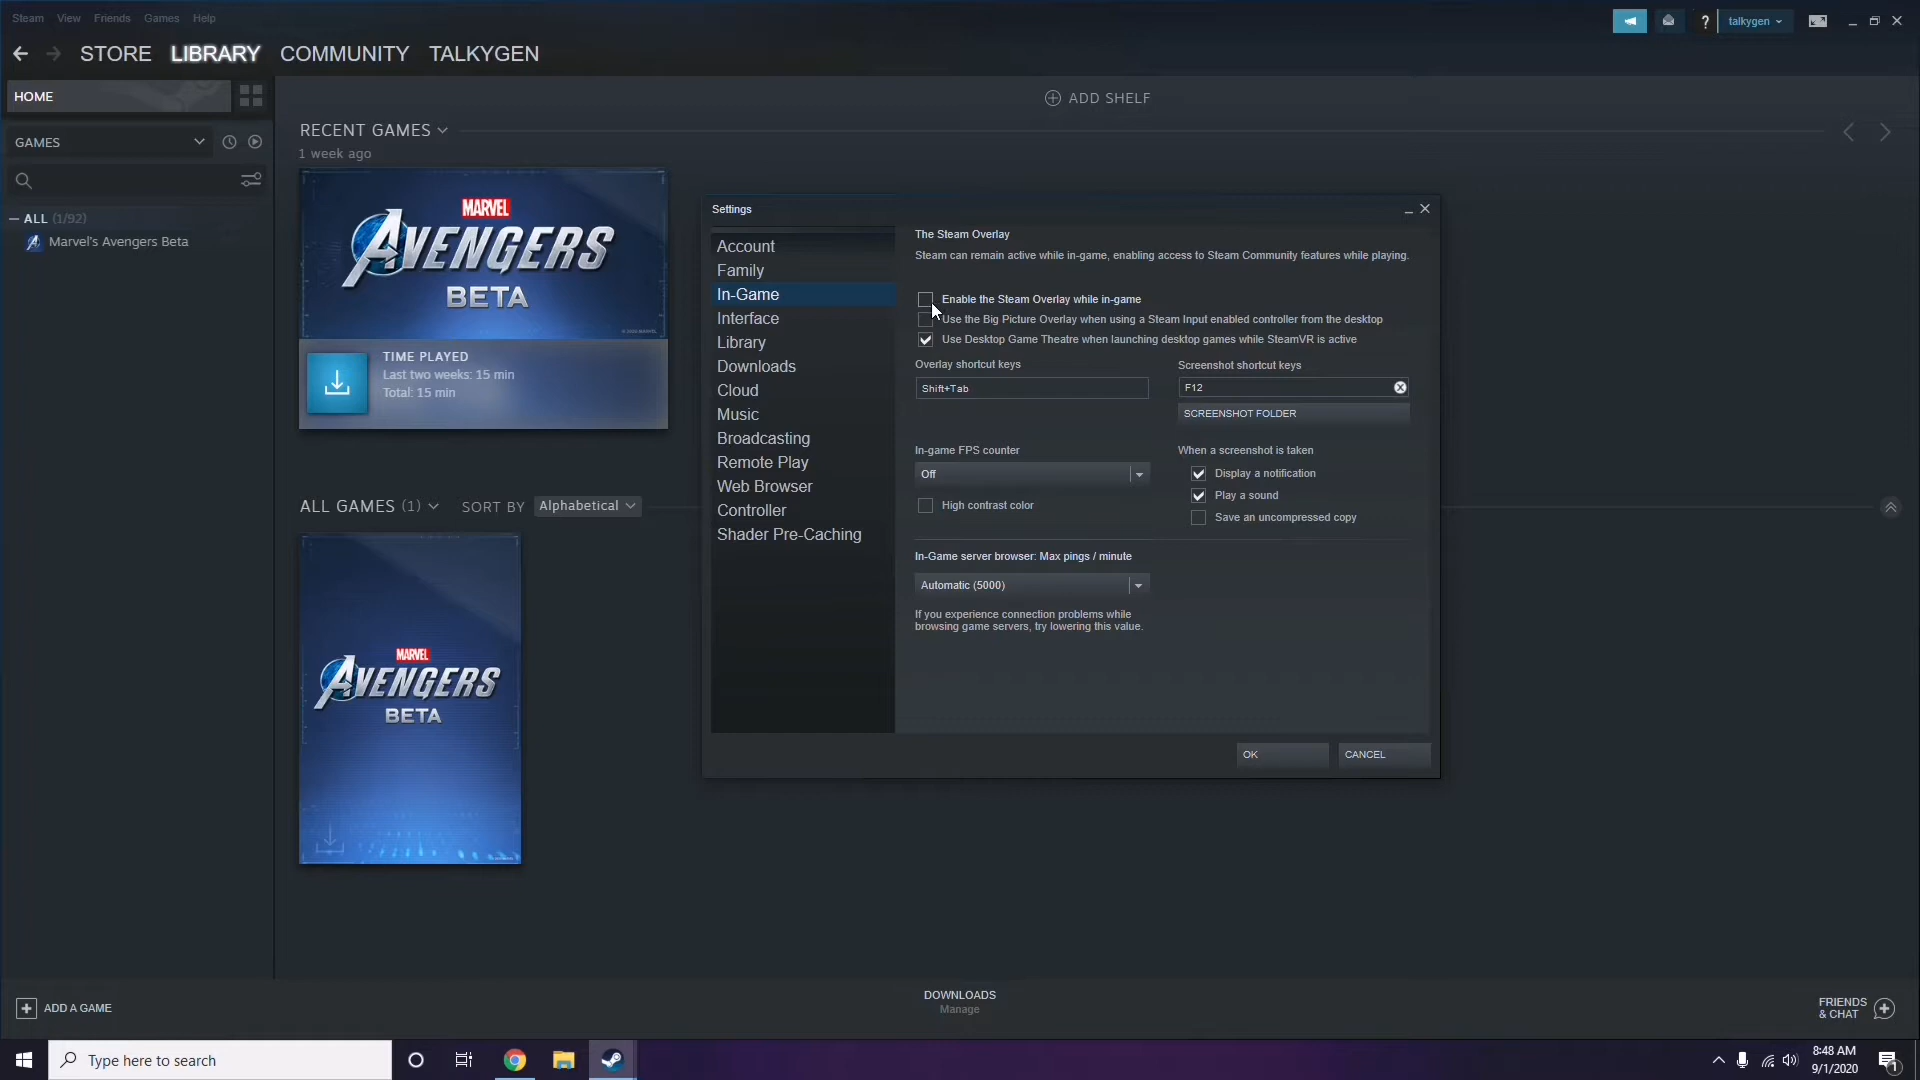 Steam View Friends Games Help
talkygen
STORE LIBRARY COMMUNITY TALKYGEN
HOME
GAMES
ALL (1/92)
Marvel's Avengers Beta
ADD SHELF
RECENT GAMES
1 week ago
MARVEL
AVENGERS
BETA
TIME PLAYED
Last two weeks: 15 min
Total: 15 min
ALL GAMES (1) SORT BY Alphabetical
MARVEL
AVENGERS
BETA
Settings
Account
Family
In-Game
Interface
Library
Downloads
Cloud
Music
Broadcasting
Remote Play
Web Browser
Controller
Shader Pre-Caching
The Steam Overlay
Steam can remain active while in-game, enabling access to Steam Community features while playing.
Enable the Steam Overlay while in-game
Use the Big Picture Overlay when using a Steam Input enabled controller from the desktop
Use Desktop Game Theatre when launching desktop games while SteamVR is active
Overlay shortcut keys
Shift+Tab
Screenshot shortcut keys
F12
SCREENSHOT FOLDER
In-game FPS counter
Off
High contrast color
When a screenshot is taken
Display a notification
Play a sound
Save an uncompressed copy
In-Game server browser: Max pings / minute
Automatic (5000)
If you experience connection problems while
browsing game servers, try lowering this value.
OK CANCEL
ADD A GAME
DOWNLOADS
Manage
FRIENDS
& CHAT
Type here to search
8:48 AM
9/1/2020
1